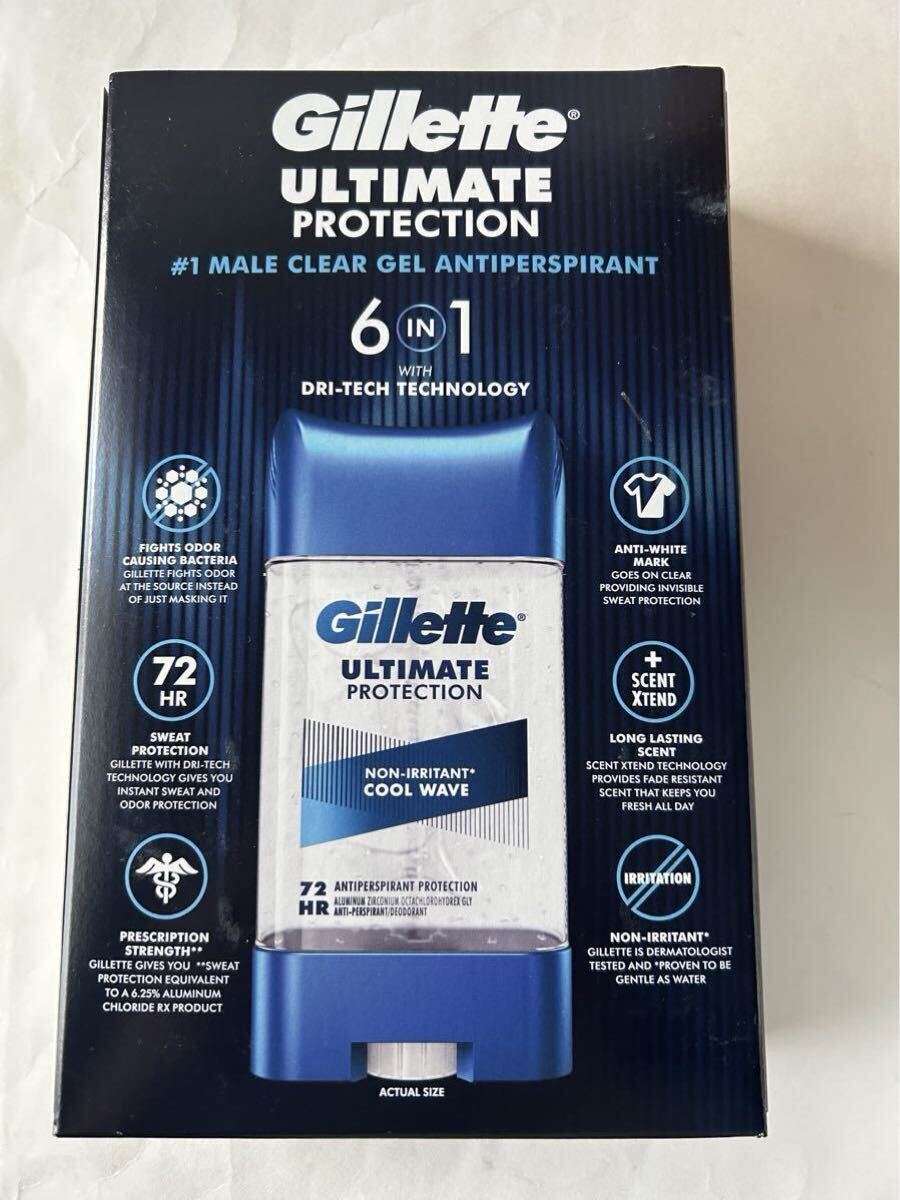 Gillette®
ULTIMATE
PROTECTION
#1 MALE CLEAR GEL ANTIPERSPIRANT
6 IN 1
WITH
DRI-TECH TECHNOLOGY
FIGHTS ODOR
CAUSING BACTERIA
GILLETTE FIGHTS ODOR
AT THE SOURCE INSTEAD
OF JUST MASKING IT
72
HR
SWEAT
PROTECTION
GILLETTE WITH DRI-TECH
TECHNOLOGY GIVES YOU
INSTANT SWEAT AND
ODOR PROTECTION
PRESCRIPTION
STRENGTH**
GILLETTE GIVES YOU **SWEAT
PROTECTION EQUIVALENT
TO A 6.25% ALUMINUM
CHLORIDE RX PRODUCT
Gillette®
ULTIMATE
PROTECTION
NON-IRRITANT*
COOL WAVE
72 HR ANTIPERSPIRANT PROTECTION
ALUMINUM ZIRCONIUM OCTACHLOROHYDREX GLY
ANTI-PERSPIRANT/DEODORANT
ACTUAL SIZE
ANTI-WHITE
MARK
GOES ON CLEAR
PROVIDING INVISIBLE
SWEAT PROTECTION
+
SCENT
XTEND
LONG LASTING
SCENT
SCENT XTEND TECHNOLOGY
PROVIDES FADE RESISTANT
SCENT THAT KEEPS YOU
FRESH ALL DAY
IRRITATION
NON-IRRITANT*
GILLETTE IS DERMATOLOGIST
TESTED AND *PROVEN TO BE
GENTLE AS WATER